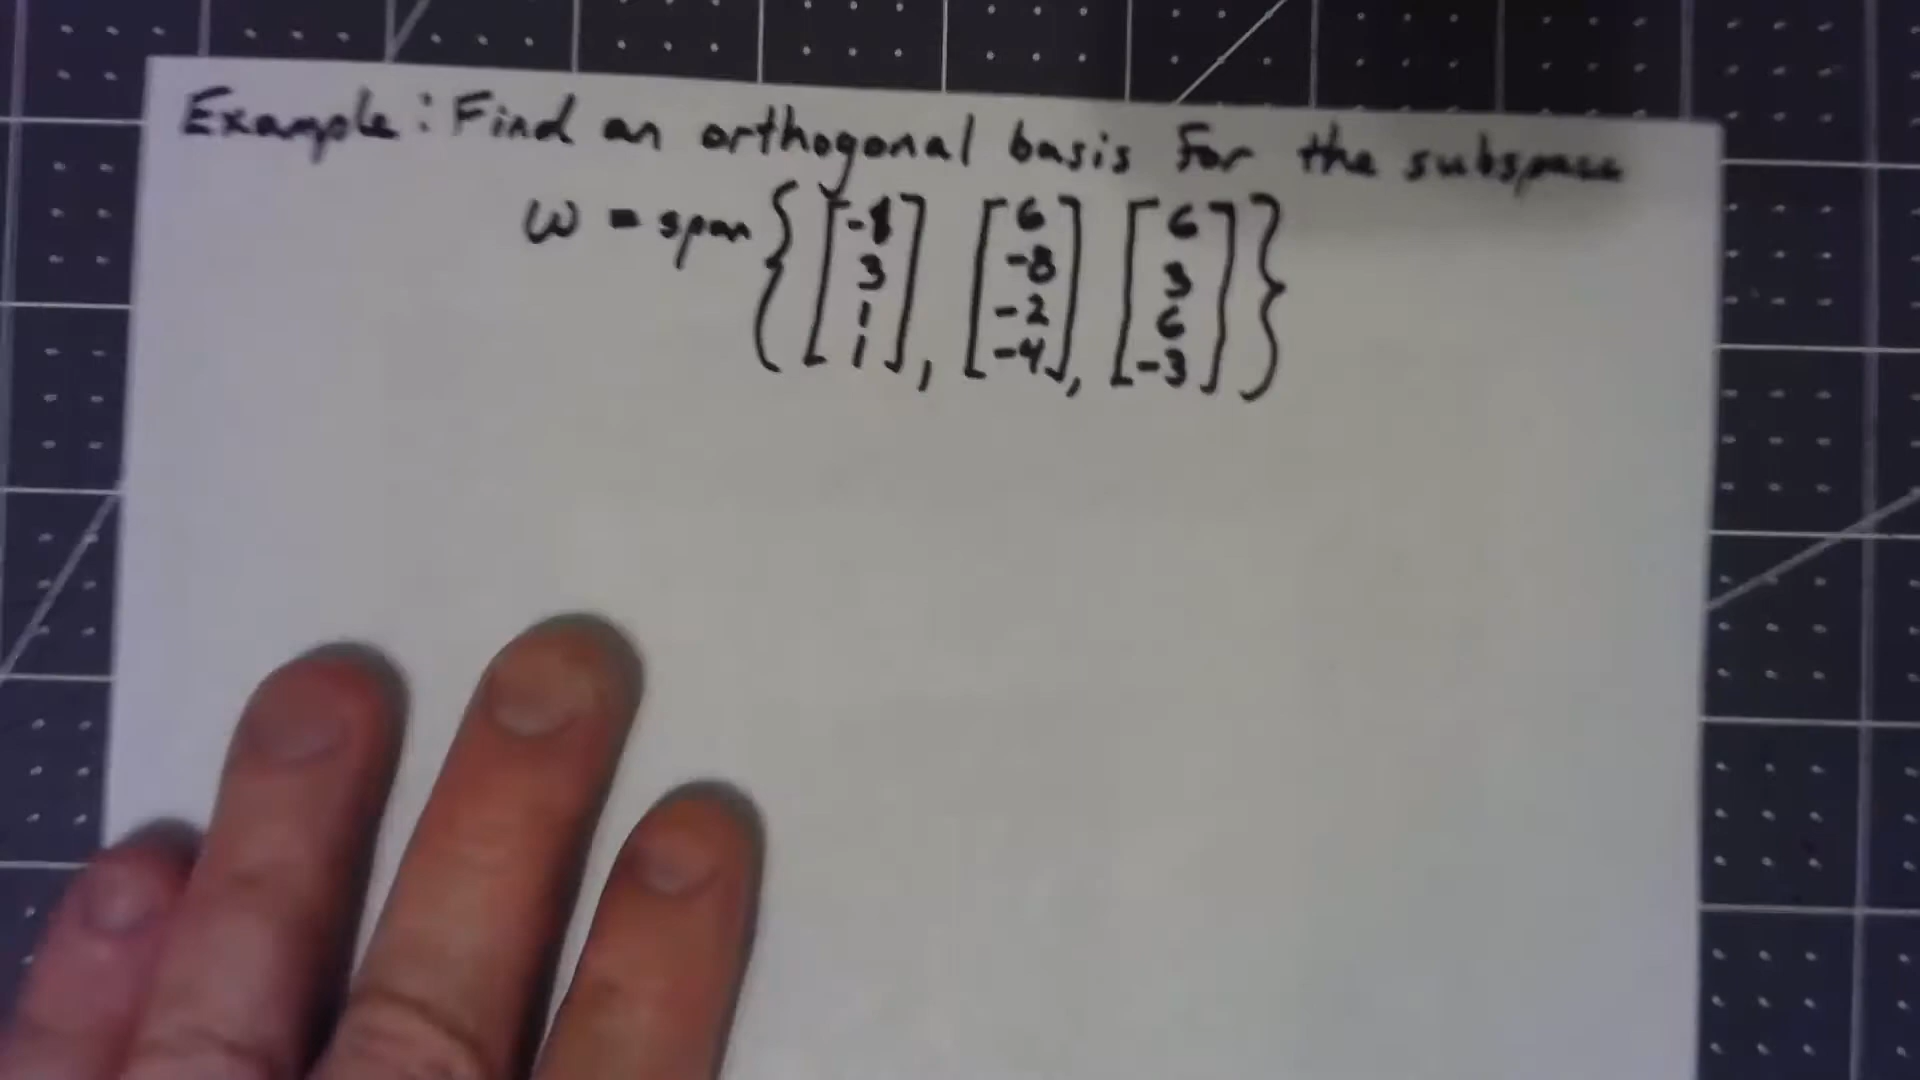 Example: Find an orthogonal basis for the subspace
W = span { [-1 3 1 1], [6 -8 -2 -4], [6 3 6 -3] }